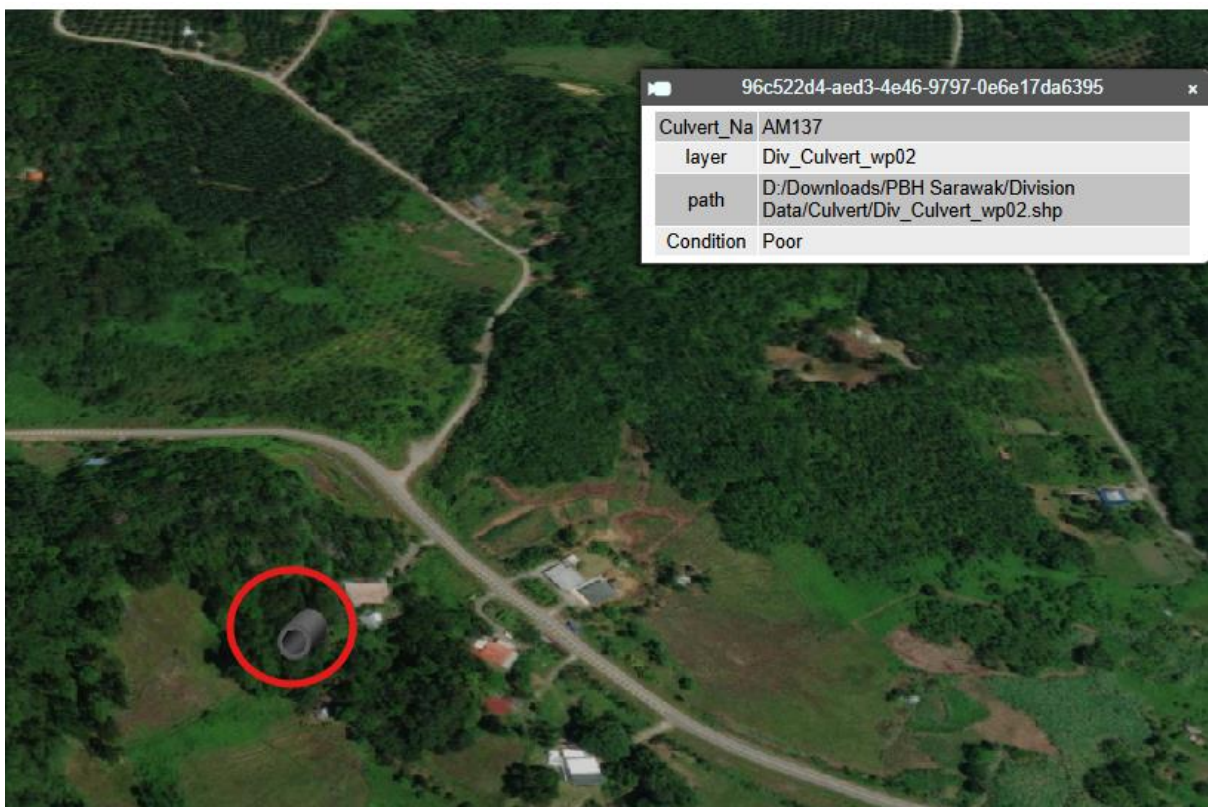 96c522d4-aed3-4e46-9797-0e6e17da6395 ×
Culvert_Na AM137
layer Div_Culvert_wp02
path D:/Downloads/PBH Sarawak/Division
Data/Culvert/Div_Culvert_wp02.shp
Condition Poor